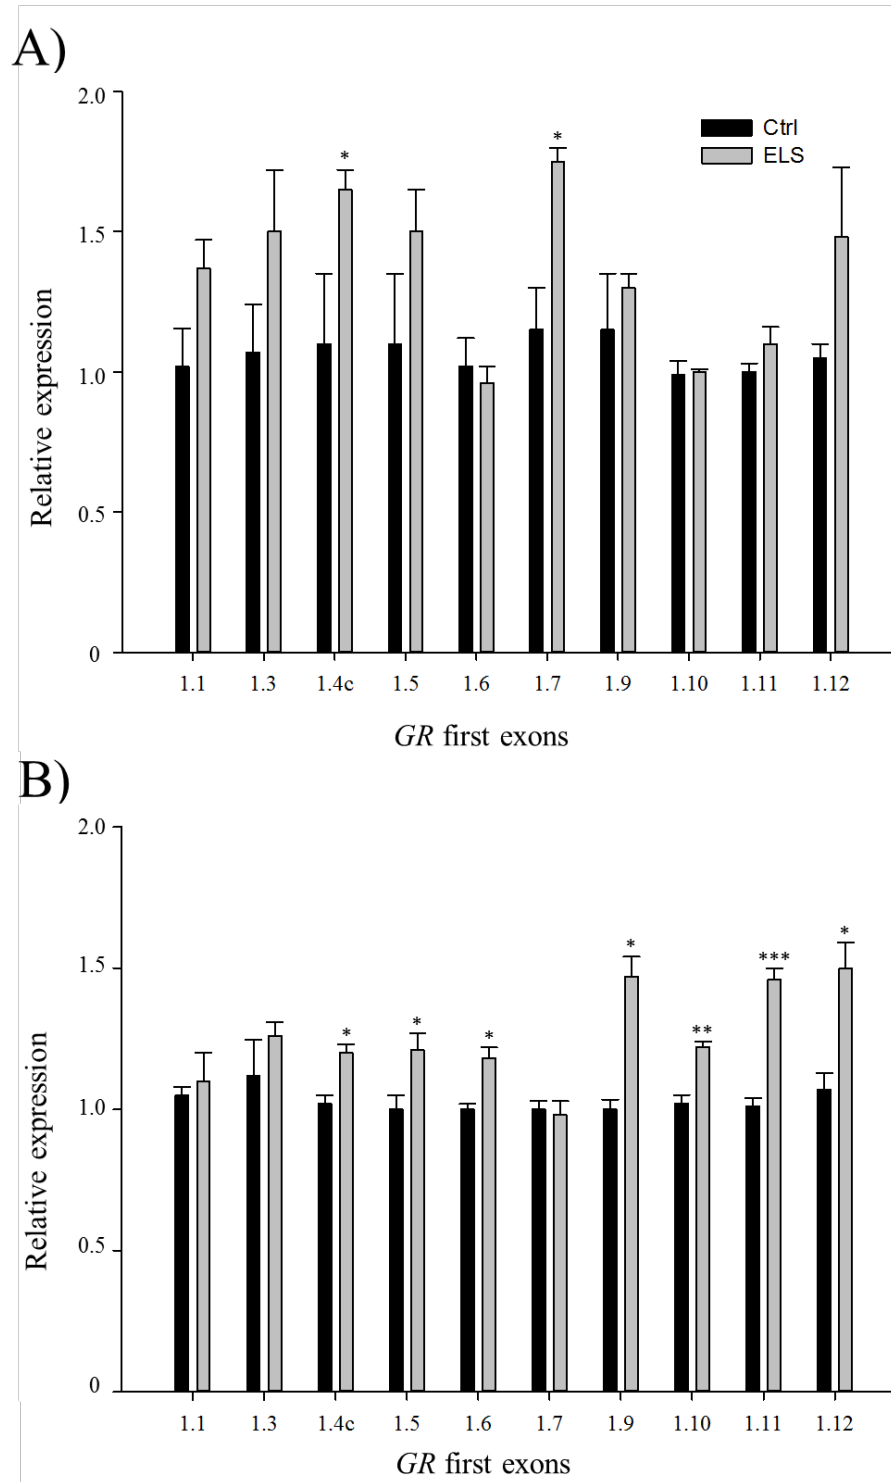 A)
2.0
Ctrl
ELS
*
*
1.5
1.0
0.5
0
Relative expression
1.1 1.3 1.4c 1.5 1.6 1.7 1.9 1.10 1.11 1.12
GR first exons
B)
2.0
* * * * ** *** *
1.5
1.0
0.5
0
Relative expression
1.1 1.3 1.4c 1.5 1.6 1.7 1.9 1.10 1.11 1.12
GR first exons